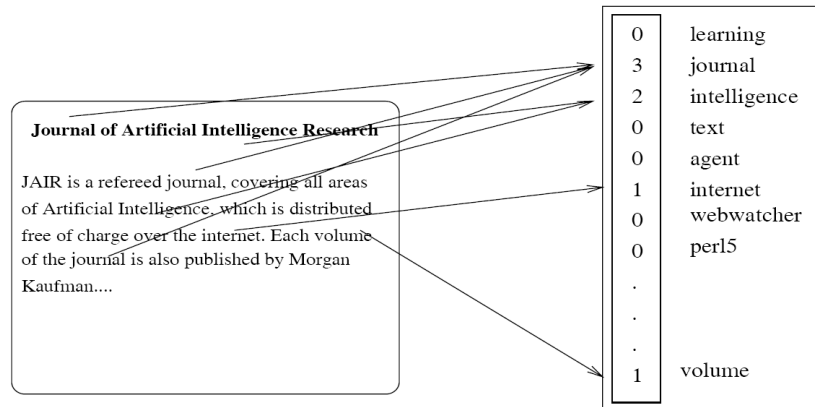 Journal of Artificial Intelligence Research
JAIR is a refereed journal, covering all areas
of Artificial Intelligence, which is distributed
free of charge over the internet. Each volume
of the journal is also published by Morgan
Kaufman....
0 learning
3 journal
2 intelligence
0 text
0 agent
1 internet
0 webwatcher
0 perl5
.
.
.
1 volume